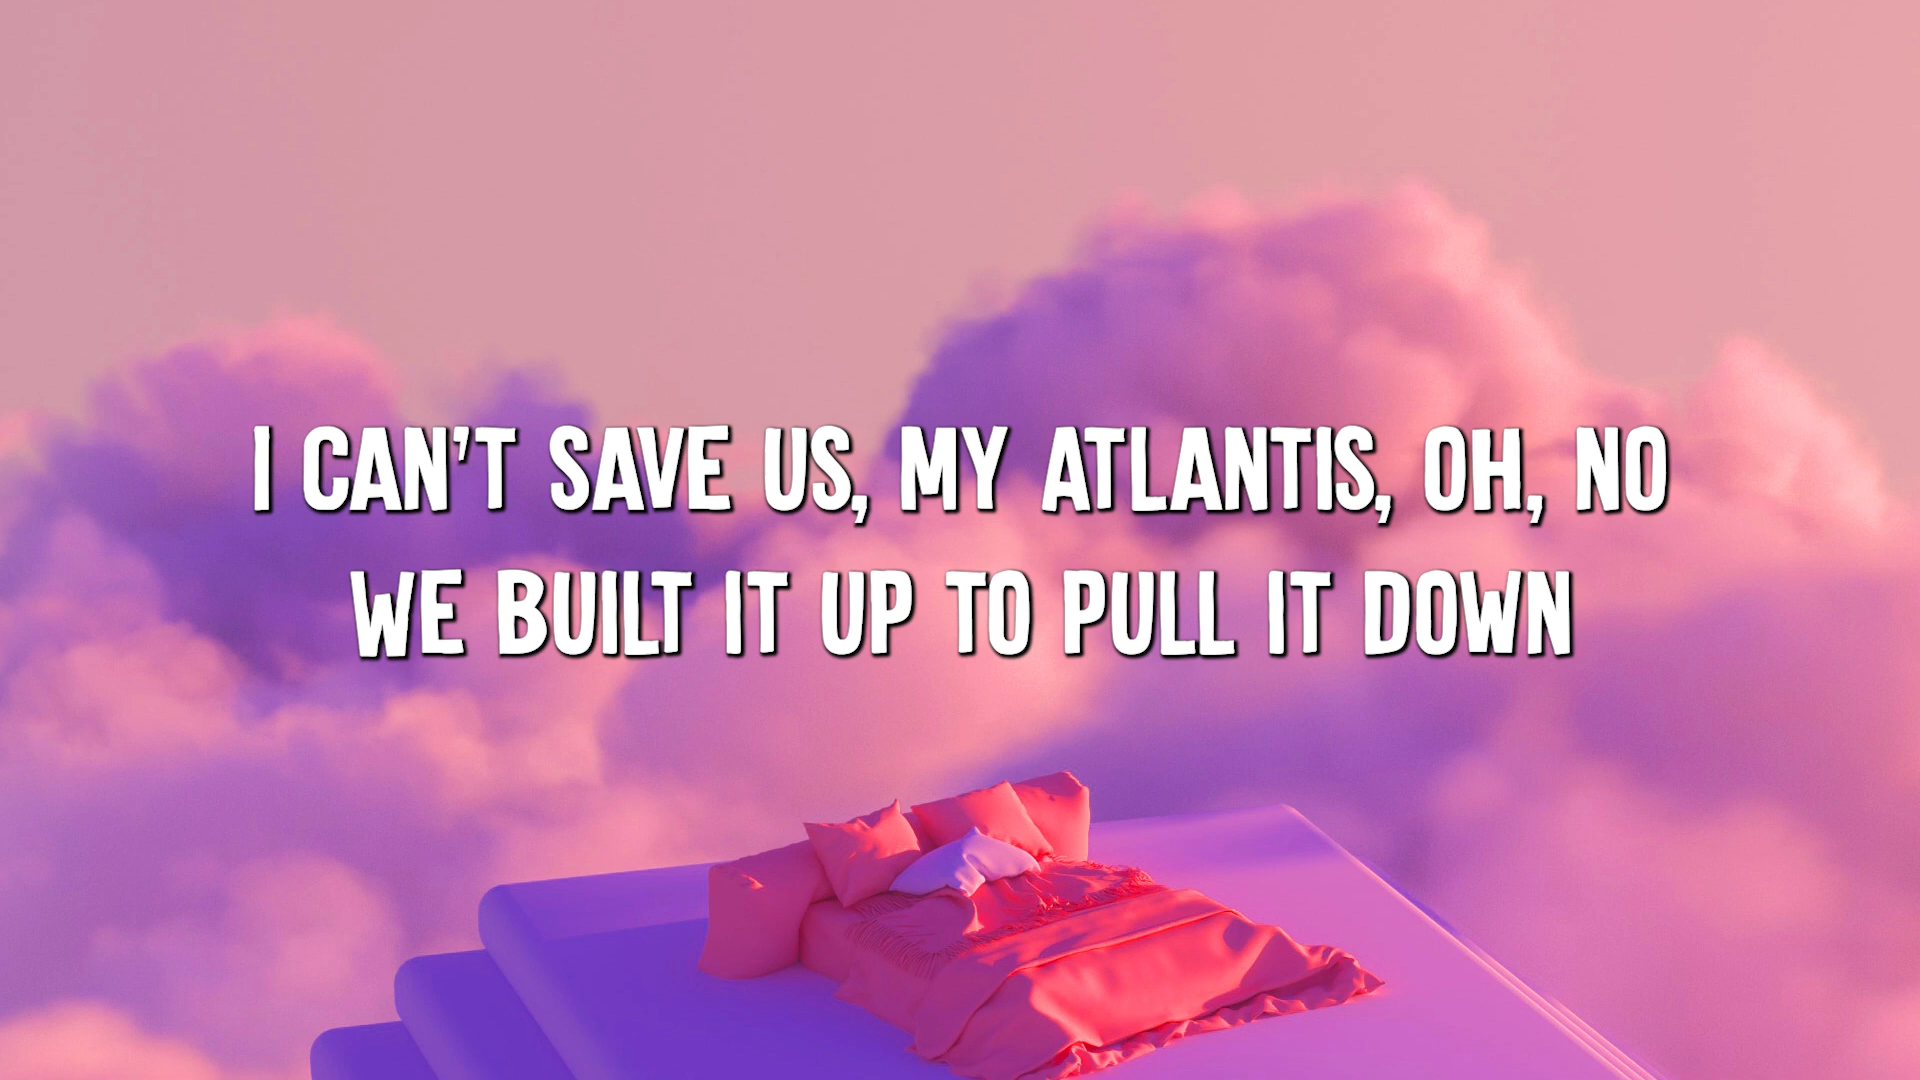 I CAN'T SAVE US, MY ATLANTIS, OH, NO
WE BUILT IT UP TO PULL IT DOWN